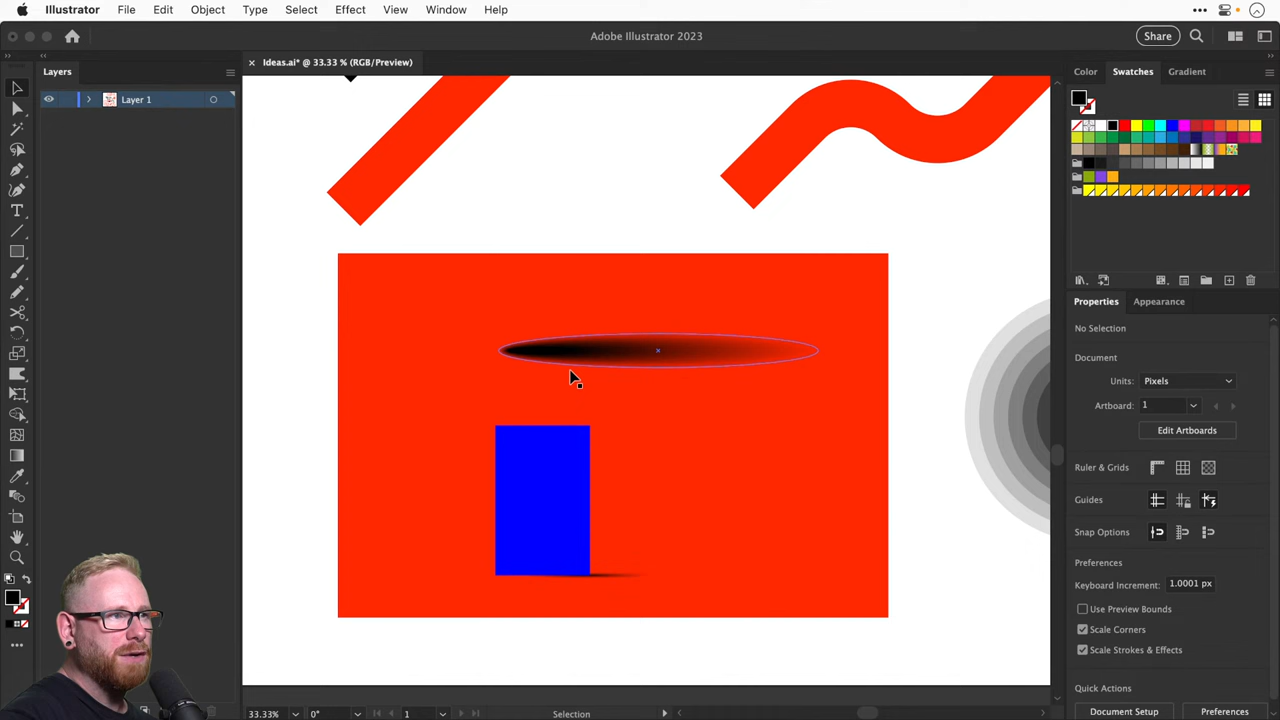 Illustrator File Edit Object Type Select Effect View Window Help
Adobe Illustrator 2023
Share
Layers
Ideas.ai* @ 33.33 % (RGB/Preview)
Color Swatches Gradient
Layer 1
Properties Appearance
No Selection
Document
Units: Pixels
Artboard: 1
Edit Artboards
Ruler & Grids
Guides
Snap Options
Preferences
Keyboard Increment: 1.0001 px
Use Preview Bounds
Scale Corners
Scale Strokes & Effects
Quick Actions
Document Setup Preferences
33.33% 0° 1 Selection